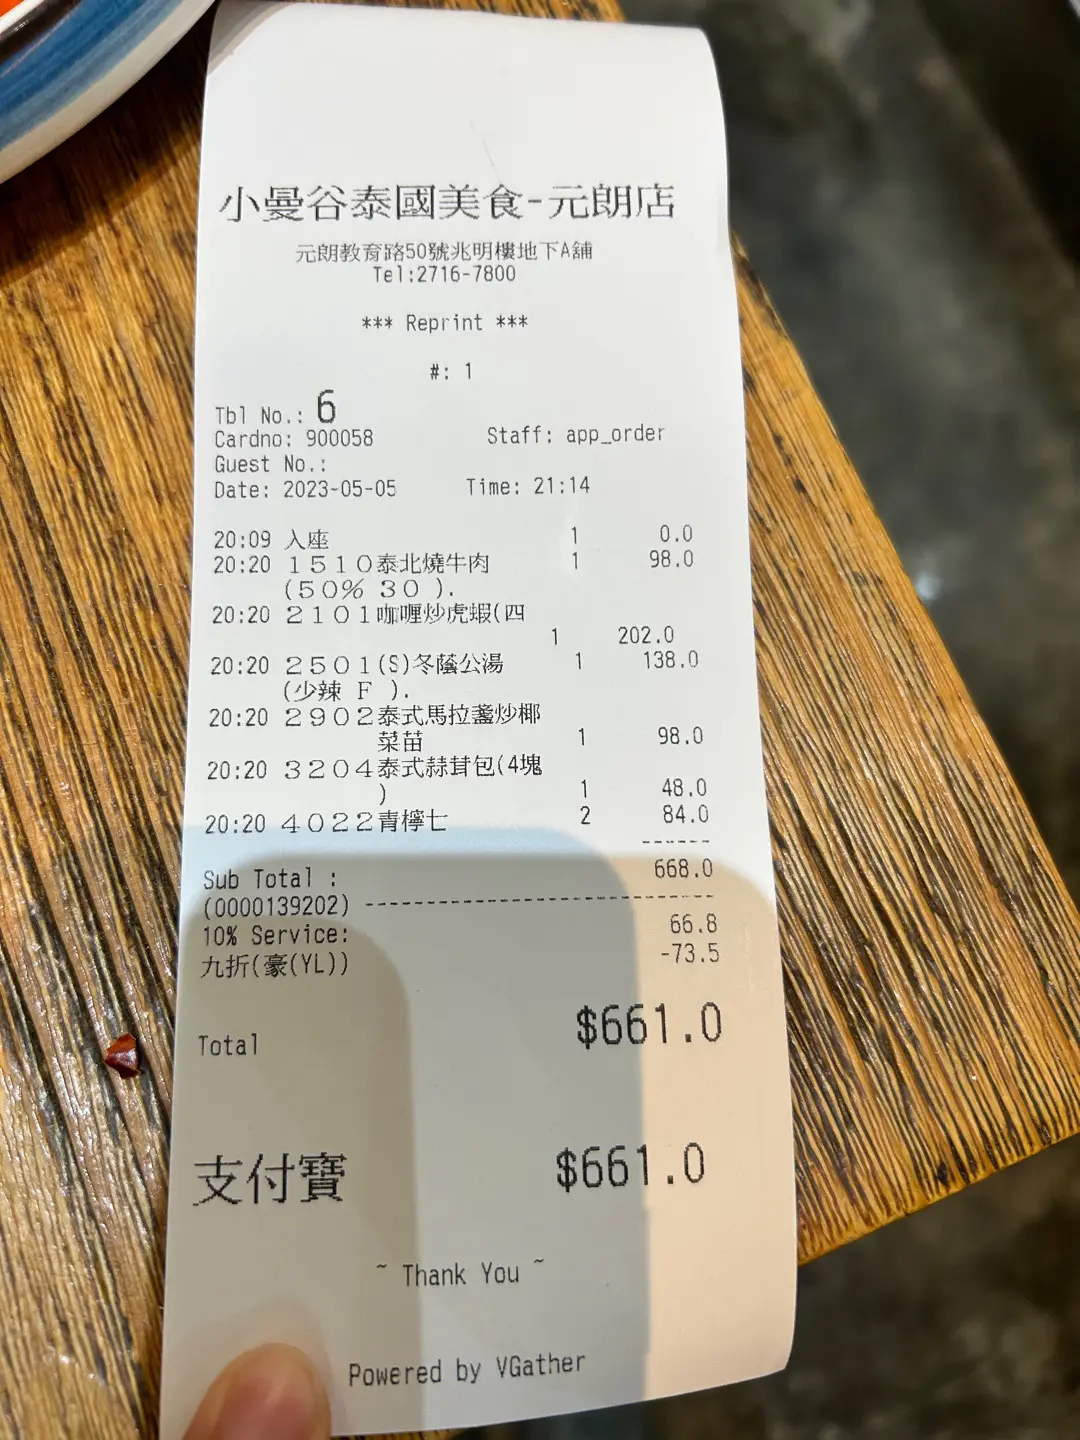 小曼谷泰國美食-元朗店
元朗教育路50號兆明樓地下A舖
Tel:2716-7800
*** Reprint ***
#: 1
Tbl No.: 6
Cardno: 900058 Staff: app_order
Guest No.:
Date: 2023-05-05 Time: 21:14
20:09 入座 1 0.0
20:20 1510泰北燒牛肉 1 98.0
(50% 30 ).
20:20 2101咖喱炒虎蝦(四
1 202.0
20:20 2501(S)冬蔭公湯 1 138.0
(少辣 F ).
20:20 2902泰式馬拉盞炒椰
菜苗 1 98.0
20:20 3204泰式蒜茸包(4塊
) 1 48.0
20:20 4022青檸七 2 84.0
------
Sub Total : 668.0
(0000139202) --------------------------------
10% Service: 66.8
九折(豪(YL)) -73.5
Total $661.0
支付寶 $661.0
~ Thank You ~
Powered by VGather